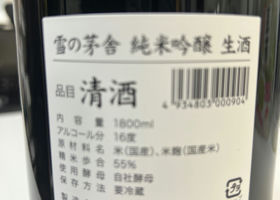 雪の茅舎 純米吟醸 生酒
品目 清酒
4 934803 000904
内容量 1800ml
アルコール分 16度
原材料名 米(国産)、米麹(国産米)
精米歩合 55%
使用酵母 自社酵母
保存方法 要冷蔵